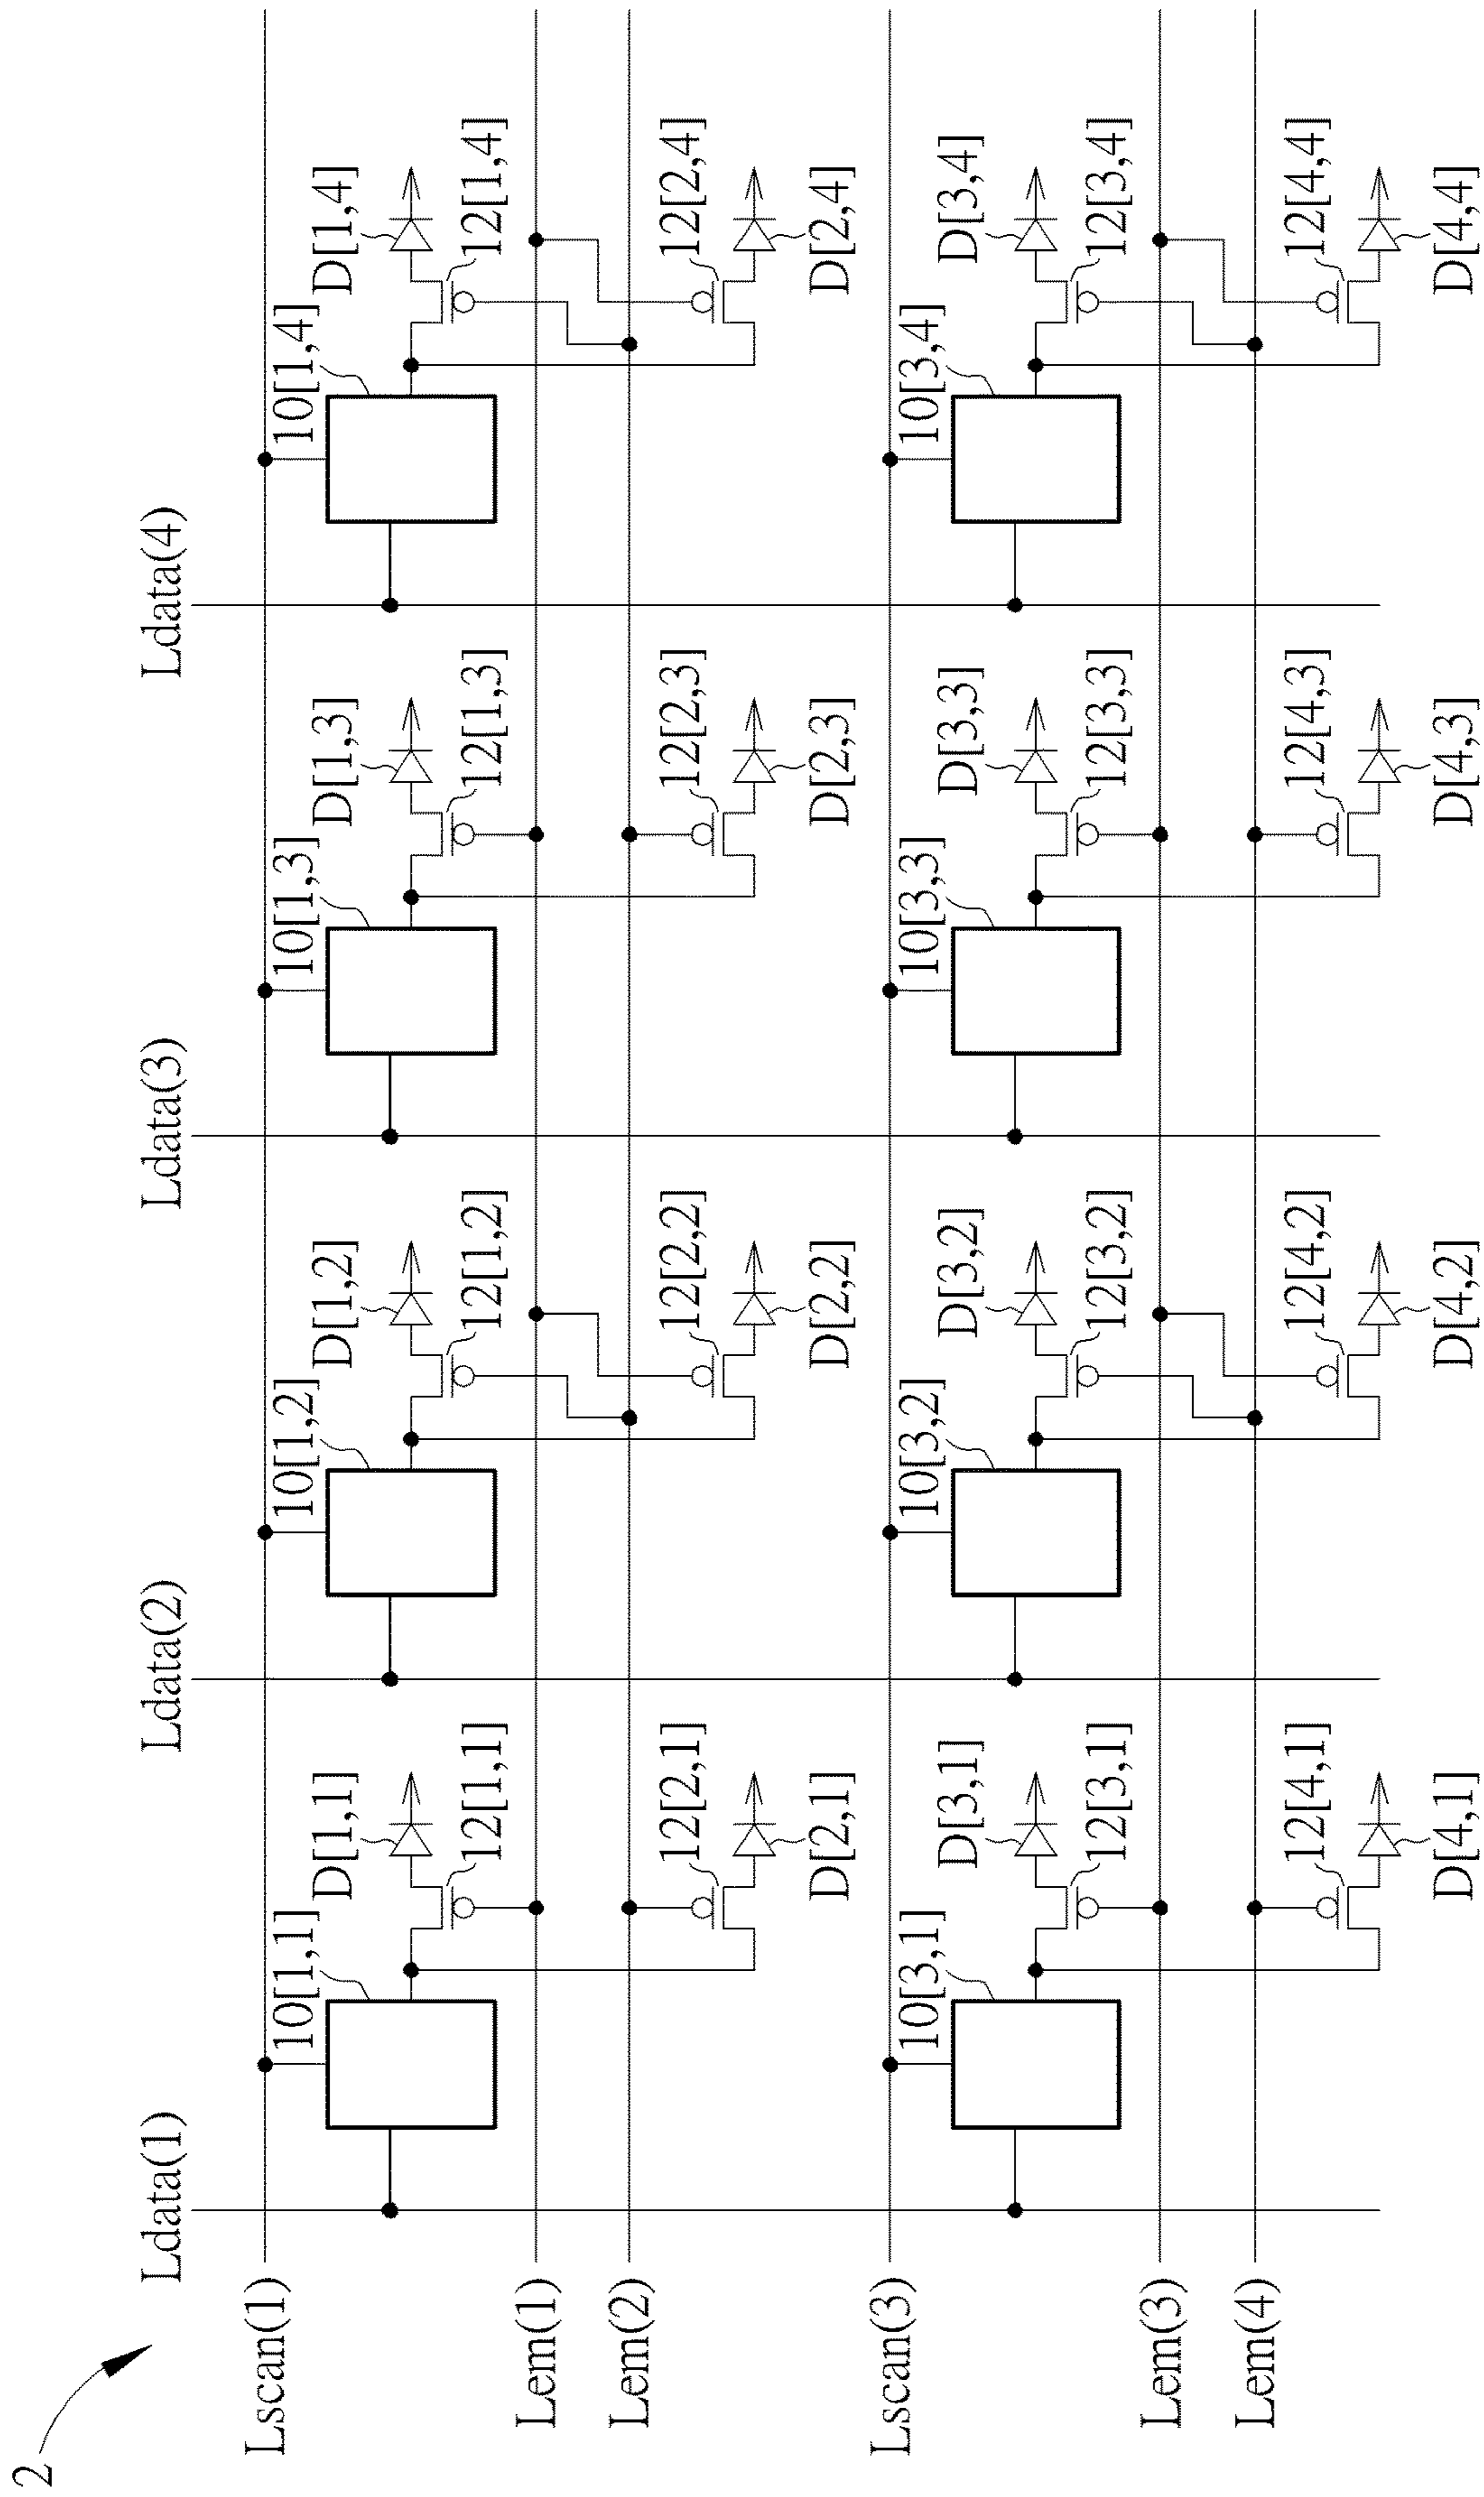 2
Ldata(1) Ldata(2) Ldata(3) Ldata(4)
Lscan(1)
10[1,1] D[1,1] 10[1,2] D[1,2] 10[1,3] D[1,3] 10[1,4] D[1,4]
12[1,1] 12[1,2] 12[1,3] 12[1,4]
Lem(1)
Lem(2)
12[2,1] 12[2,2] 12[2,3] 12[2,4]
D[2,1] D[2,2] D[2,3] D[2,4]
Lscan(3)
10[3,1] D[3,1] 10[3,2] D[3,2] 10[3,3] D[3,3] 10[3,4] D[3,4]
12[3,1] 12[3,2] 12[3,3] 12[3,4]
Lem(3)
Lem(4)
12[4,1] 12[4,2] 12[4,3] 12[4,4]
D[4,1] D[4,2] D[4,3] D[4,4]